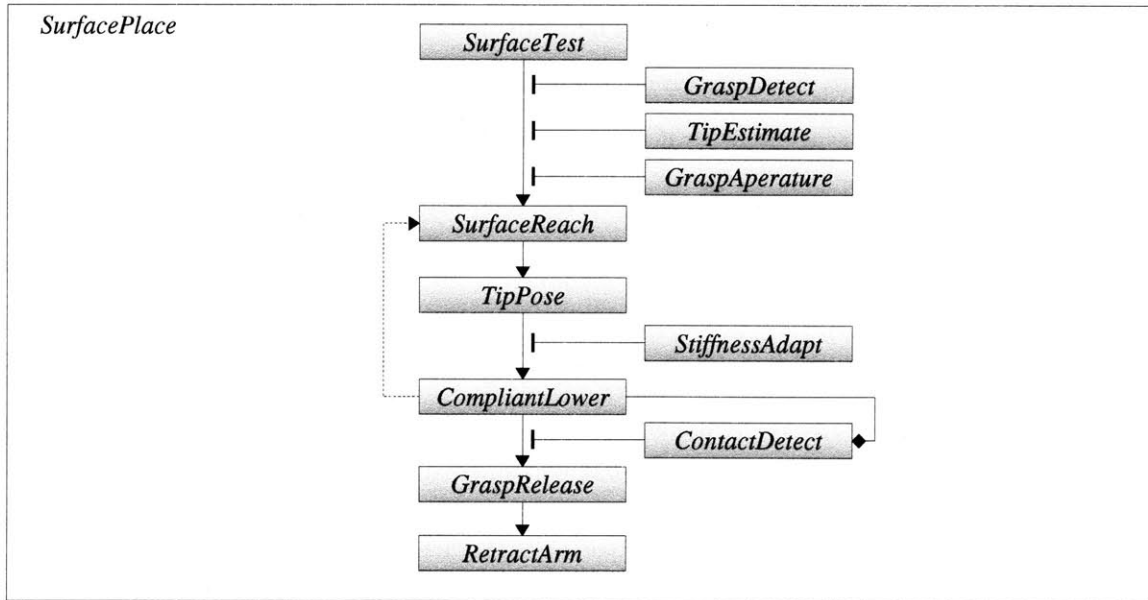 SurfacePlace
SurfaceTest
GraspDetect
TipEstimate
GraspAperature
SurfaceReach
TipPose
StiffnessAdapt
CompliantLower
ContactDetect
GraspRelease
RetractArm